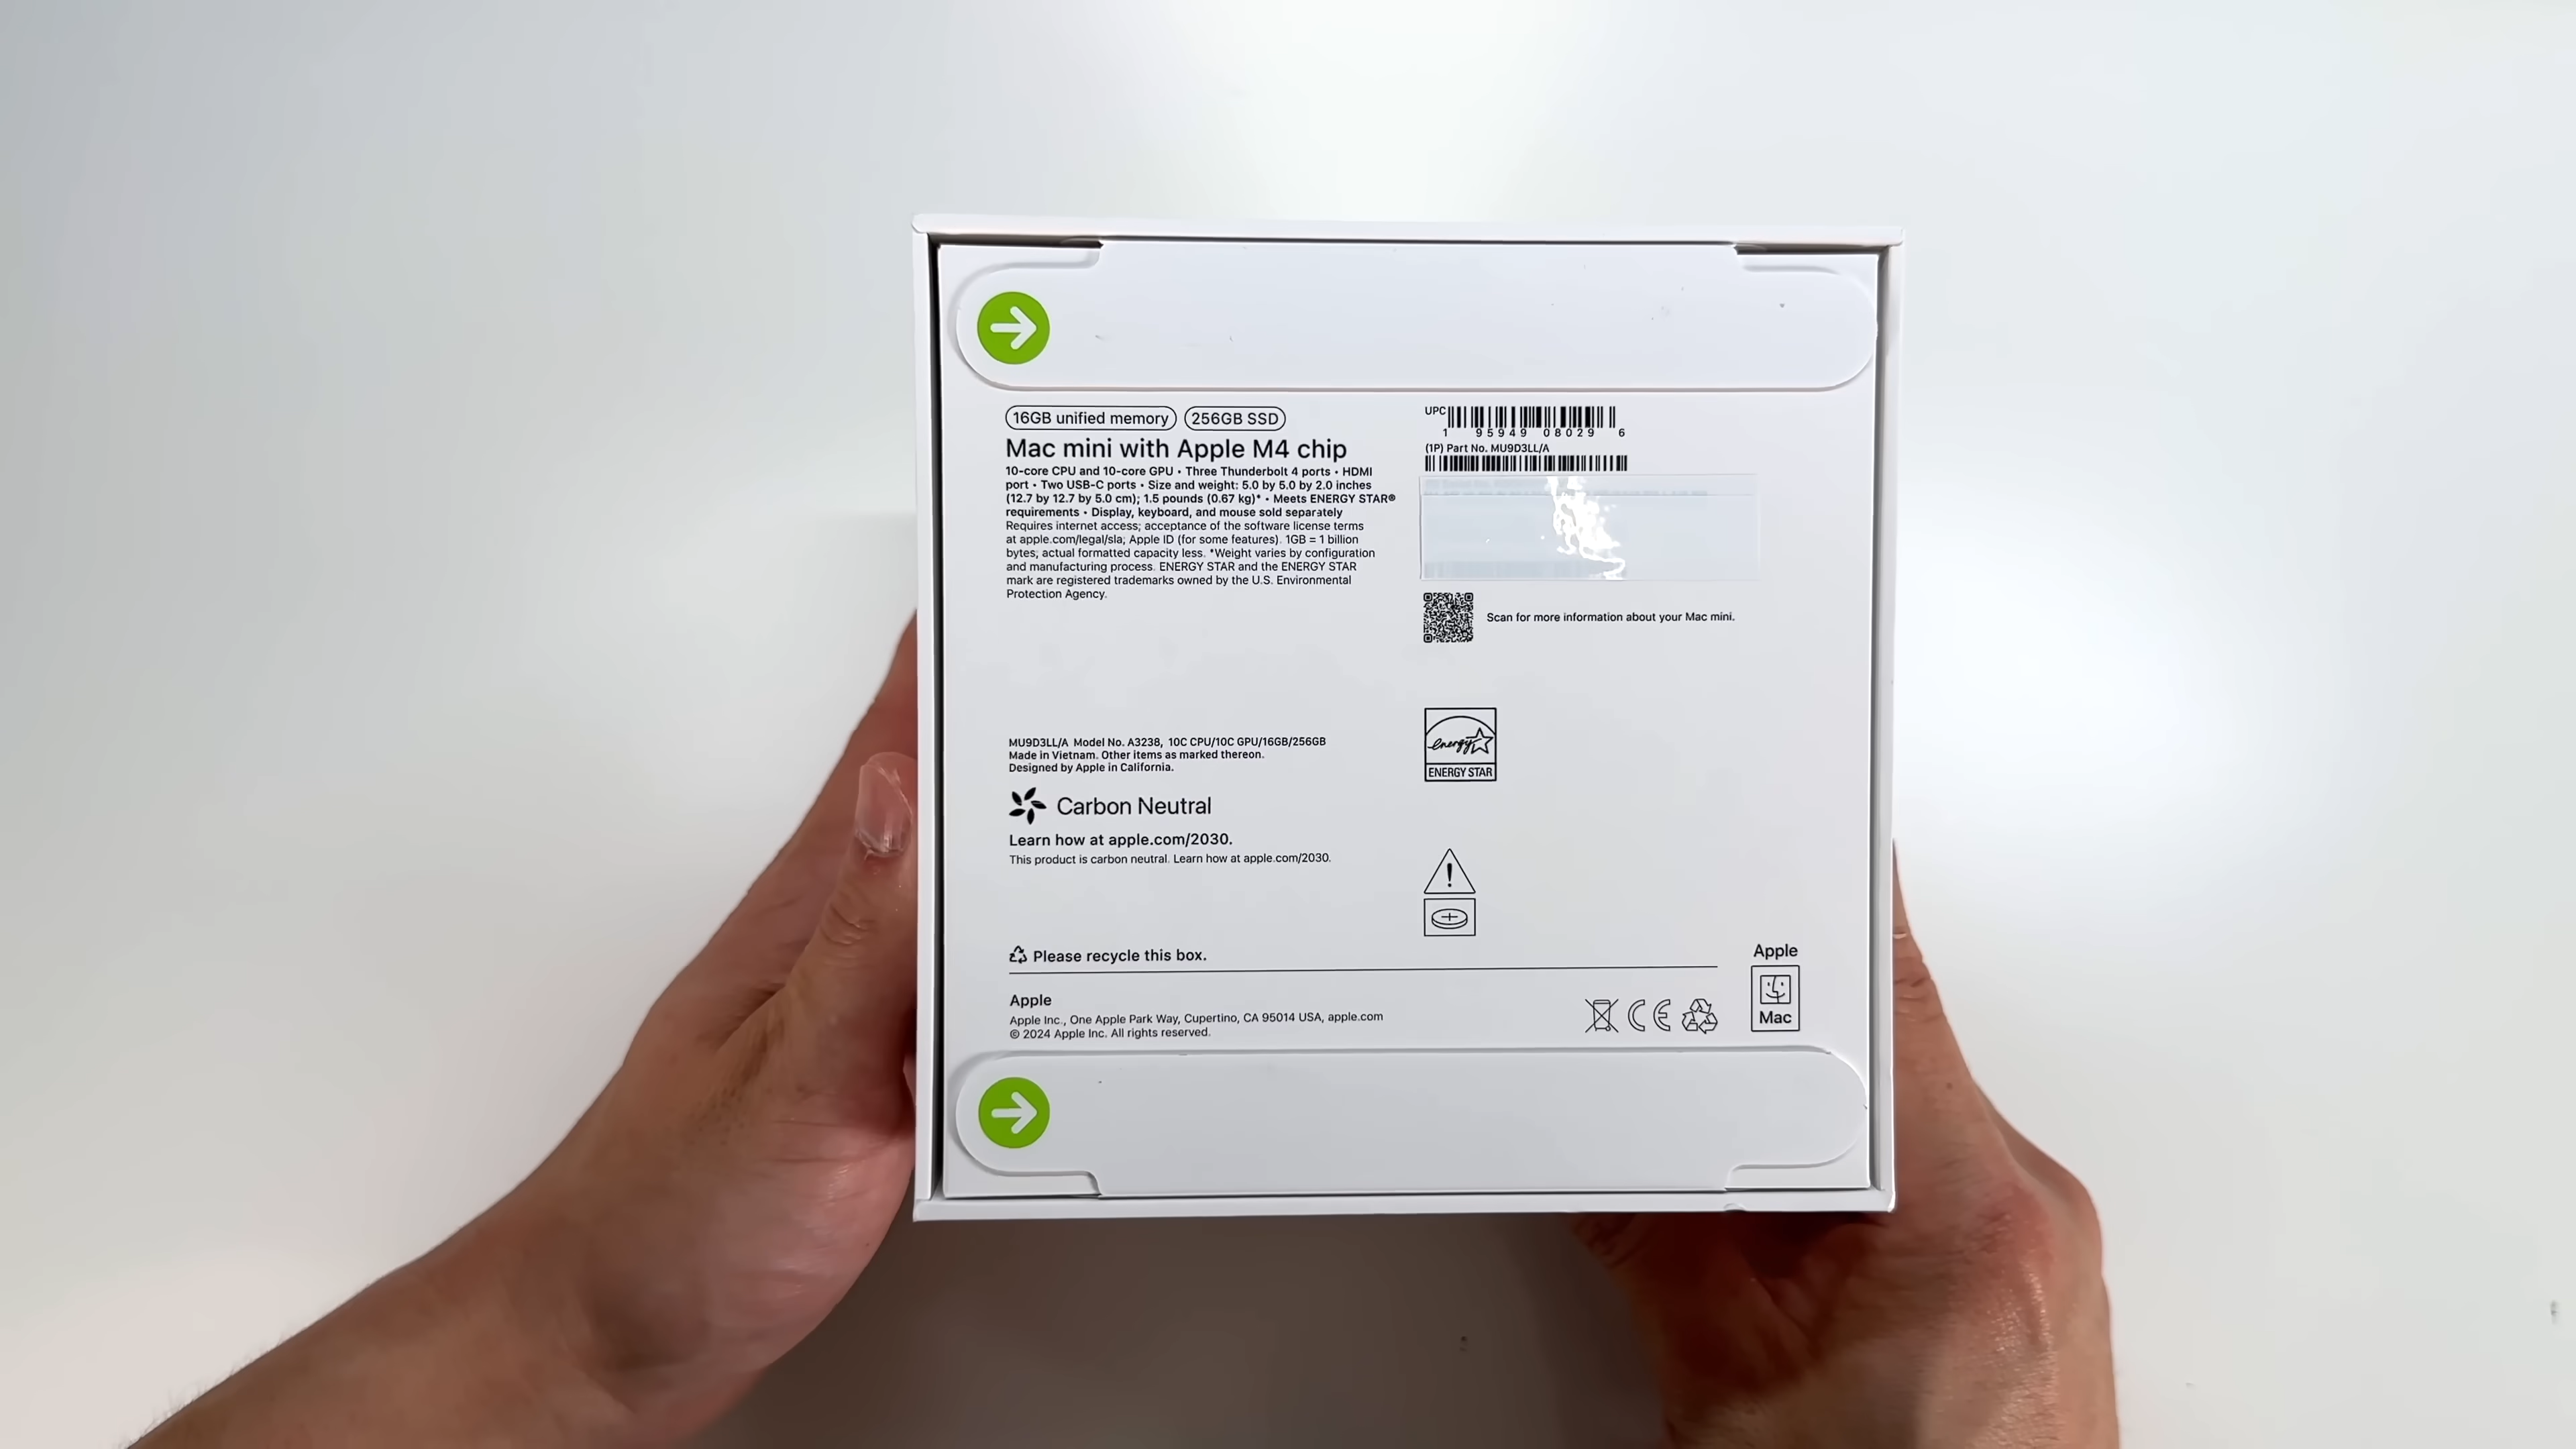 16GB unified memory 256GB SSD
Mac mini with Apple M4 chip
10-core CPU and 10-core GPU • Three Thunderbolt 4 ports • HDMI
port • Two USB-C ports • Size and weight: 5.0 by 5.0 by 2.0 inches
(12.7 by 12.7 by 5.0 cm); 1.5 pounds (0.67 kg)* • Meets ENERGY STAR®
requirements • Display, keyboard, and mouse sold separately
Requires internet access; acceptance of the software license terms
at apple.com/legal/sla; Apple ID (for some features). 1GB = 1 billion
bytes; actual formatted capacity less. *Weight varies by configuration
and manufacturing process. ENERGY STAR and the ENERGY STAR
mark are registered trademarks owned by the U.S. Environmental
Protection Agency.
UPC
1 95949 08029 6
(1P) Part No. MU9D3LL/A
Scan for more information about your Mac mini.
MU9D3LL/A Model No. A3238, 10C CPU/10C GPU/16GB/256GB
Made in Vietnam. Other items as marked thereon.
Designed by Apple in California.
energy
ENERGY STAR
Carbon Neutral
Learn how at apple.com/2030.
This product is carbon neutral. Learn how at apple.com/2030.
Please recycle this box.
Apple
Apple Inc., One Apple Park Way, Cupertino, CA 95014 USA, apple.com
© 2024 Apple Inc. All rights reserved.
CE
Apple
Mac